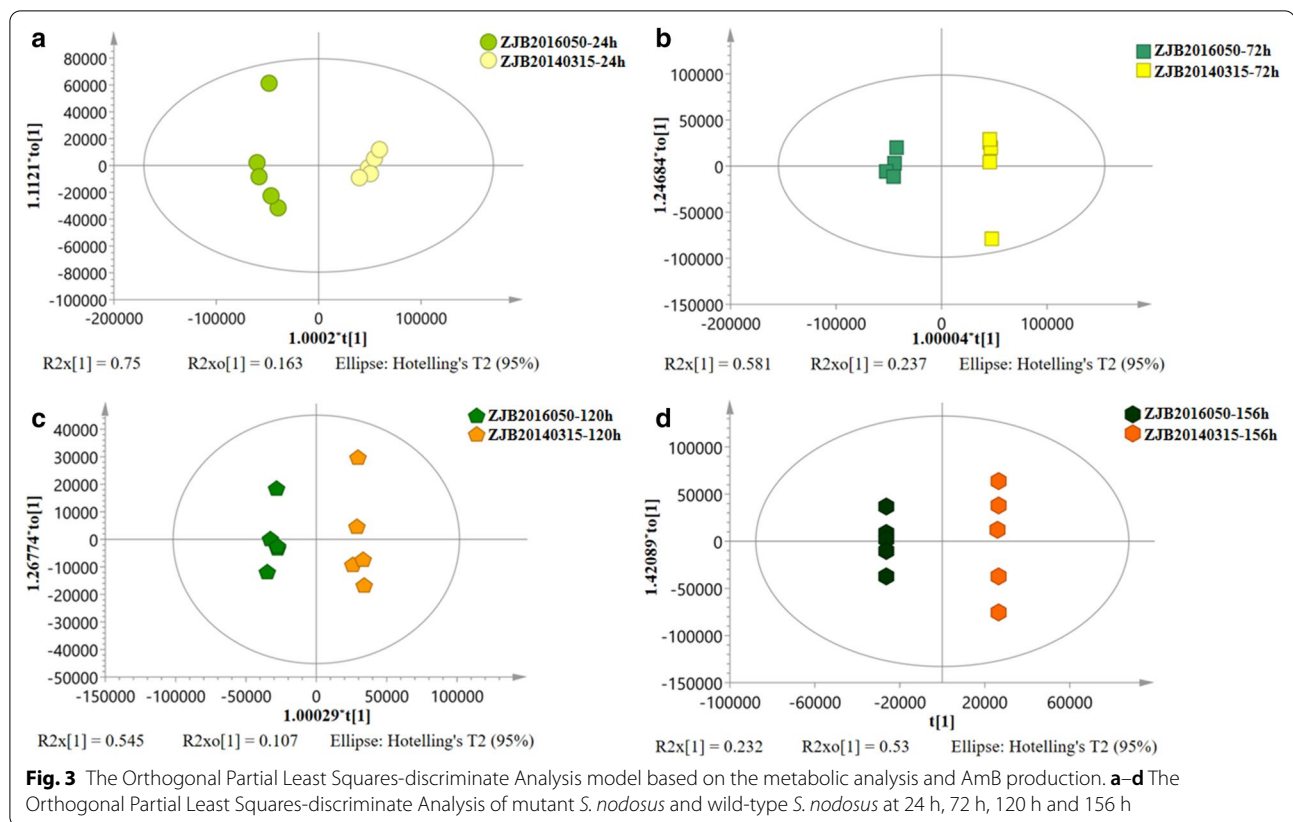 a
ZJB2016050-24h
ZJB20140315-24h
80000
60000
40000
20000
0
-20000
-40000
-60000
-80000
-100000
1.1121*to[1]
-200000 -100000 0 100000
1.0002*t[1]
R2x[1] = 0.75 R2xo[1] = 0.163 Ellipse: Hotelling's T2 (95%)
b
ZJB2016050-72h
ZJB20140315-72h
100000
50000
0
-50000
-100000
-150000
1.24684*to[1]
-200000 -100000 0 100000
1.00004*t[1]
R2x[1] = 0.581 R2xo[1] = 0.237 Ellipse: Hotelling's T2 (95%)
c
ZJB2016050-120h
ZJB20140315-120h
40000
30000
20000
10000
0
-10000
-20000
-30000
-40000
-50000
1.26774*to[1]
-150000 -100000 -50000 0 50000 100000
1.00029*t[1]
R2x[1] = 0.545 R2xo[1] = 0.107 Ellipse: Hotelling's T2 (95%)
d
ZJB2016050-156h
ZJB20140315-156h
100000
50000
0
-50000
-100000
-150000
1.42089*to[1]
-100000 -60000 -20000 20000 60000
t[1]
R2x[1] = 0.232 R2xo[1] = 0.53 Ellipse: Hotelling's T2 (95%)
Fig. 3 The Orthogonal Partial Least Squares-discriminate Analysis model based on the metabolic analysis and AmB production. a–d The
Orthogonal Partial Least Squares-discriminate Analysis of mutant S. nodosus and wild-type S. nodosus at 24 h, 72 h, 120 h and 156 h